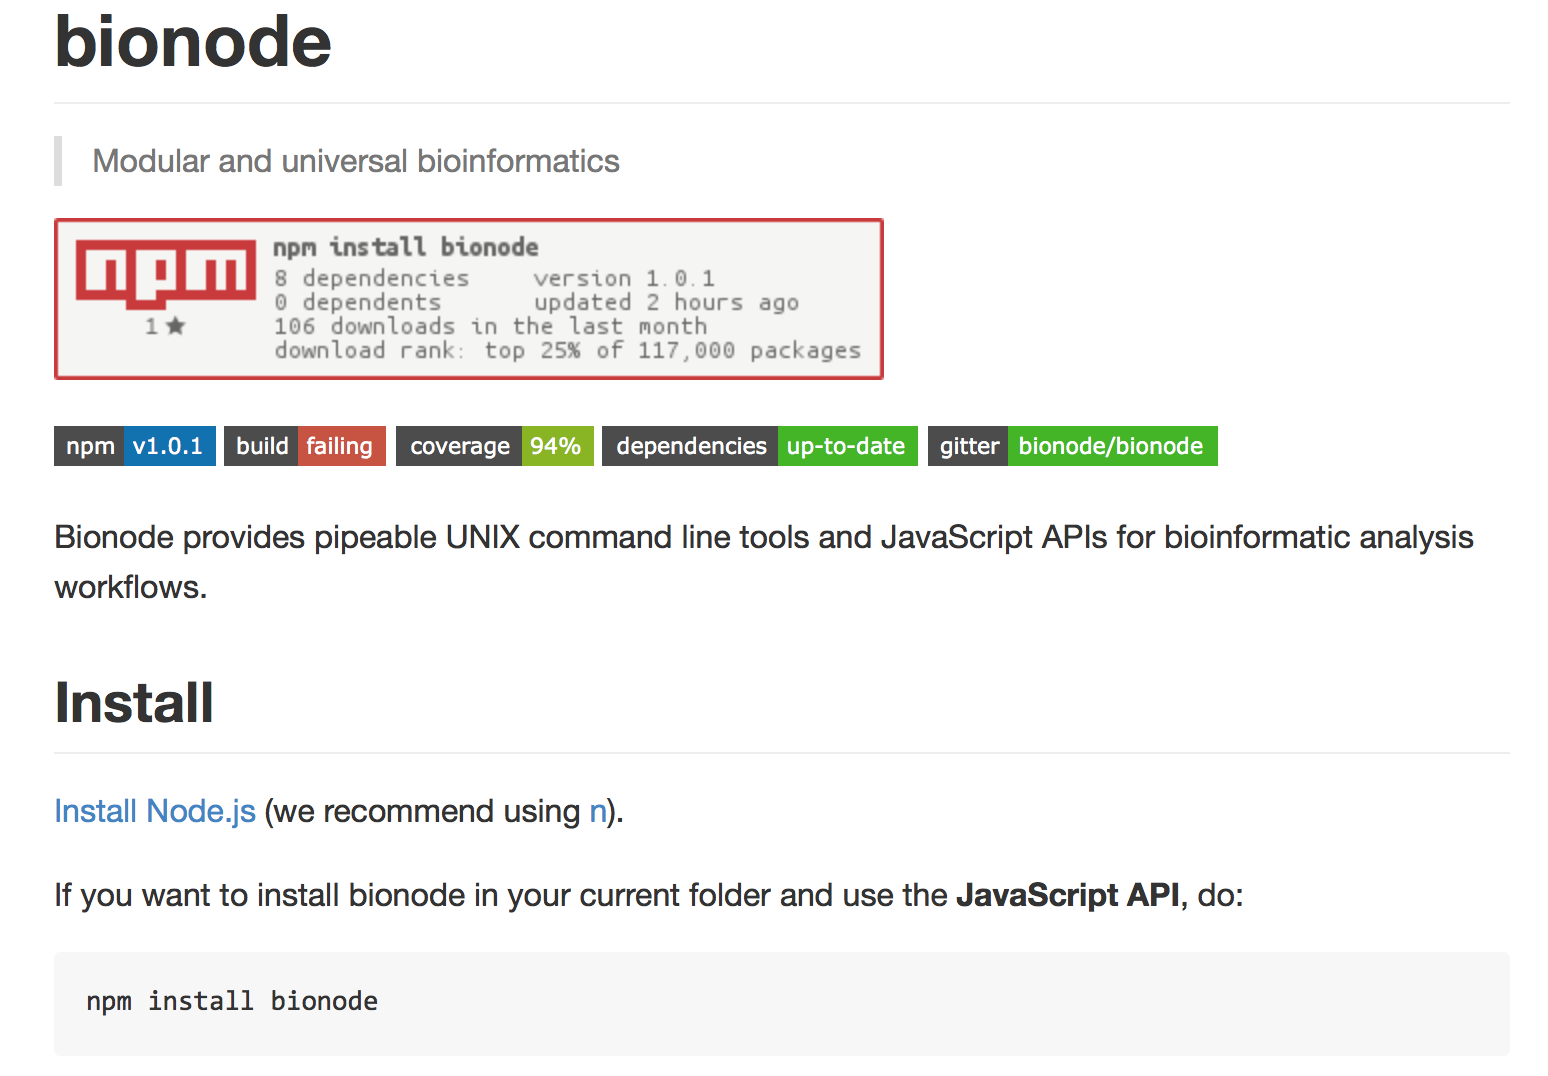 bionode
Modular and universal bioinformatics
npm
1 ★
npm install bionode
8 dependencies version 1.0.1
0 dependents updated 2 hours ago
106 downloads in the last month
download rank: top 25% of 117,000 packages
npm v1.0.1 build failing coverage 94% dependencies up-to-date gitter bionode/bionode
Bionode provides pipeable UNIX command line tools and JavaScript APIs for bioinformatic analysis
workflows.
Install
Install Node.js (we recommend using n).
If you want to install bionode in your current folder and use the JavaScript API, do:
npm install bionode